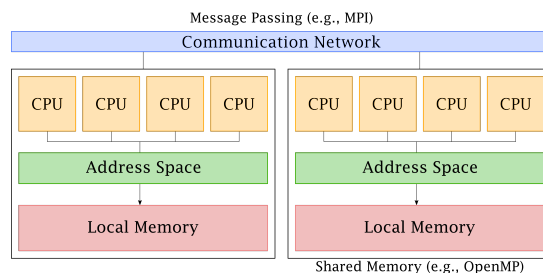 Message Passing (e.g., MPI)
Communication Network
CPU CPU CPU CPU
CPU CPU CPU CPU
Address Space
Address Space
Local Memory
Local Memory
Shared Memory (e.g., OpenMP)